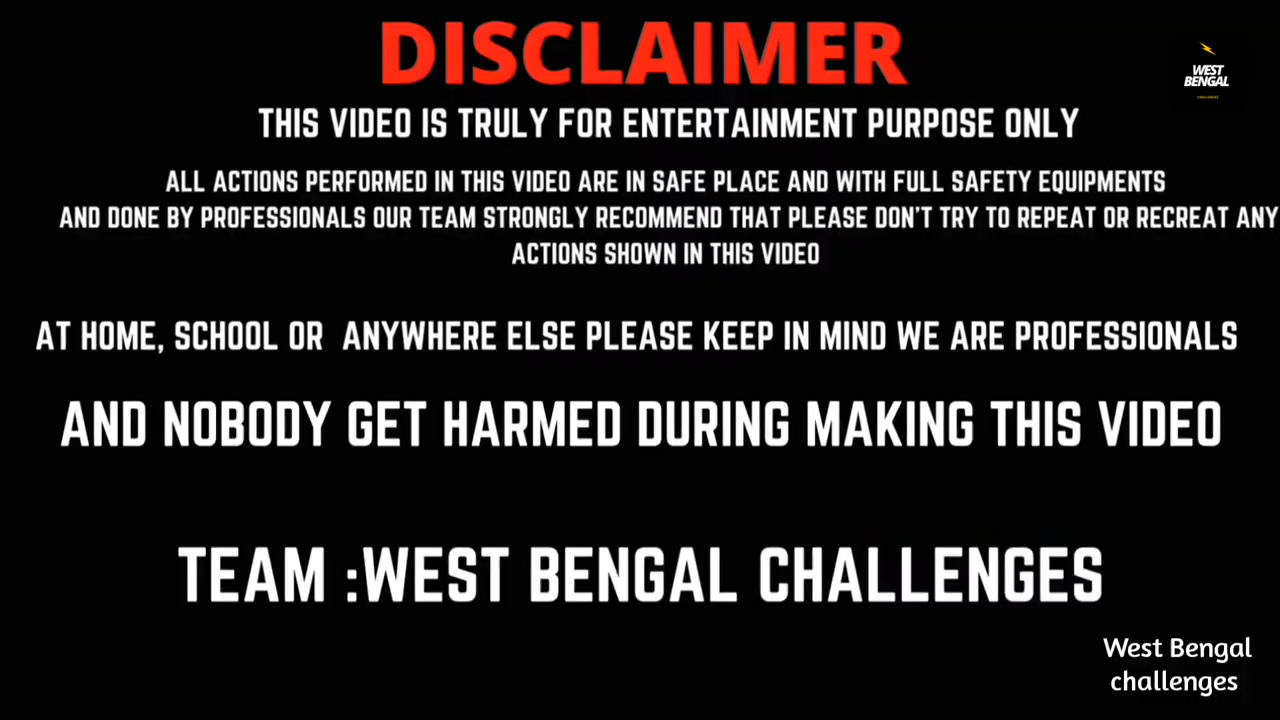 DISCLAIMER
WEST
BENGAL
CHALLENGES
THIS VIDEO IS TRULY FOR ENTERTAINMENT PURPOSE ONLY
ALL ACTIONS PERFORMED IN THIS VIDEO ARE IN SAFE PLACE AND WITH FULL SAFETY EQUIPMENTS
AND DONE BY PROFESSIONALS OUR TEAM STRONGLY RECOMMEND THAT PLEASE DON'T TRY TO REPEAT OR RECREAT ANY
ACTIONS SHOWN IN THIS VIDEO
AT HOME, SCHOOL OR ANYWHERE ELSE PLEASE KEEP IN MIND WE ARE PROFESSIONALS
AND NOBODY GET HARMED DURING MAKING THIS VIDEO
TEAM :WEST BENGAL CHALLENGES
West Bengal
challenges